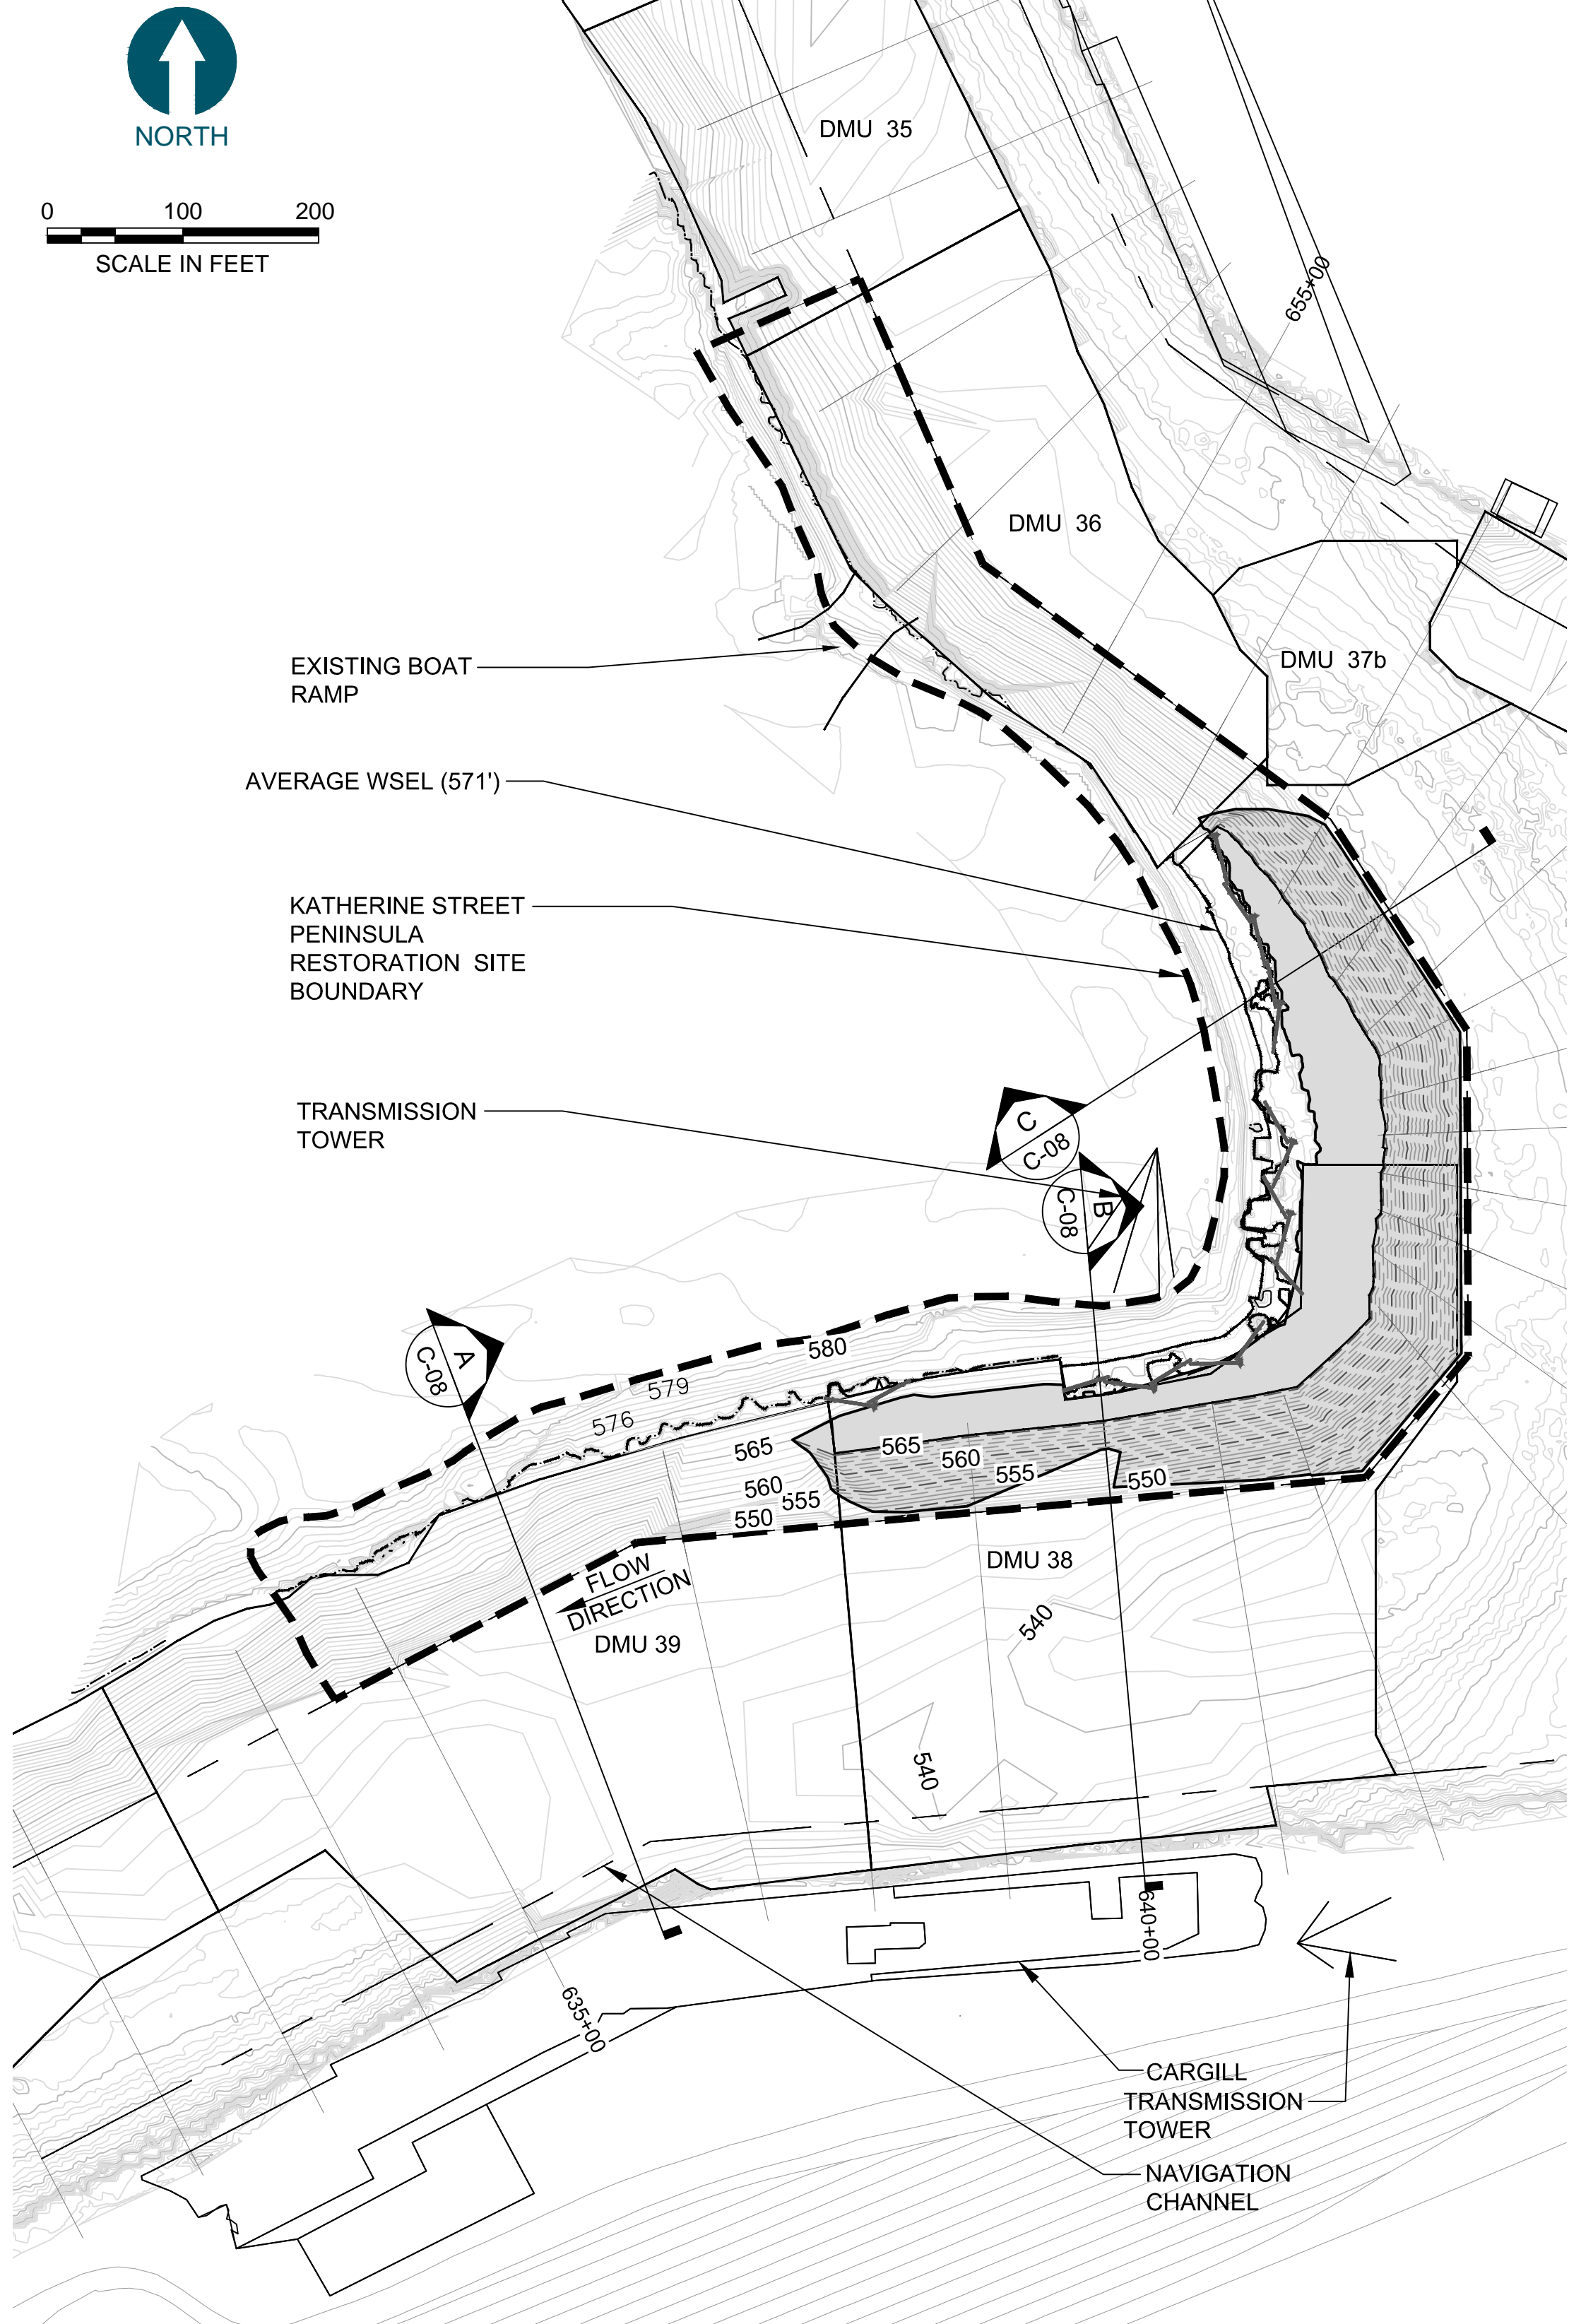 NORTH
0 100 200
SCALE IN FEET
DMU 35
655+00
DMU 36
DMU 37b
EXISTING BOAT
RAMP
AVERAGE WSEL (571')
KATHERINE STREET
PENINSULA
RESTORATION SITE
BOUNDARY
TRANSMISSION
TOWER
C
C-08
B
C-08
A
C-08
580
579
576
565
560
555
550
565
560
555
550
FLOW
DIRECTION
DMU 38
DMU 39
540
540
640+00
635+00
CARGILL
TRANSMISSION
TOWER
NAVIGATION
CHANNEL